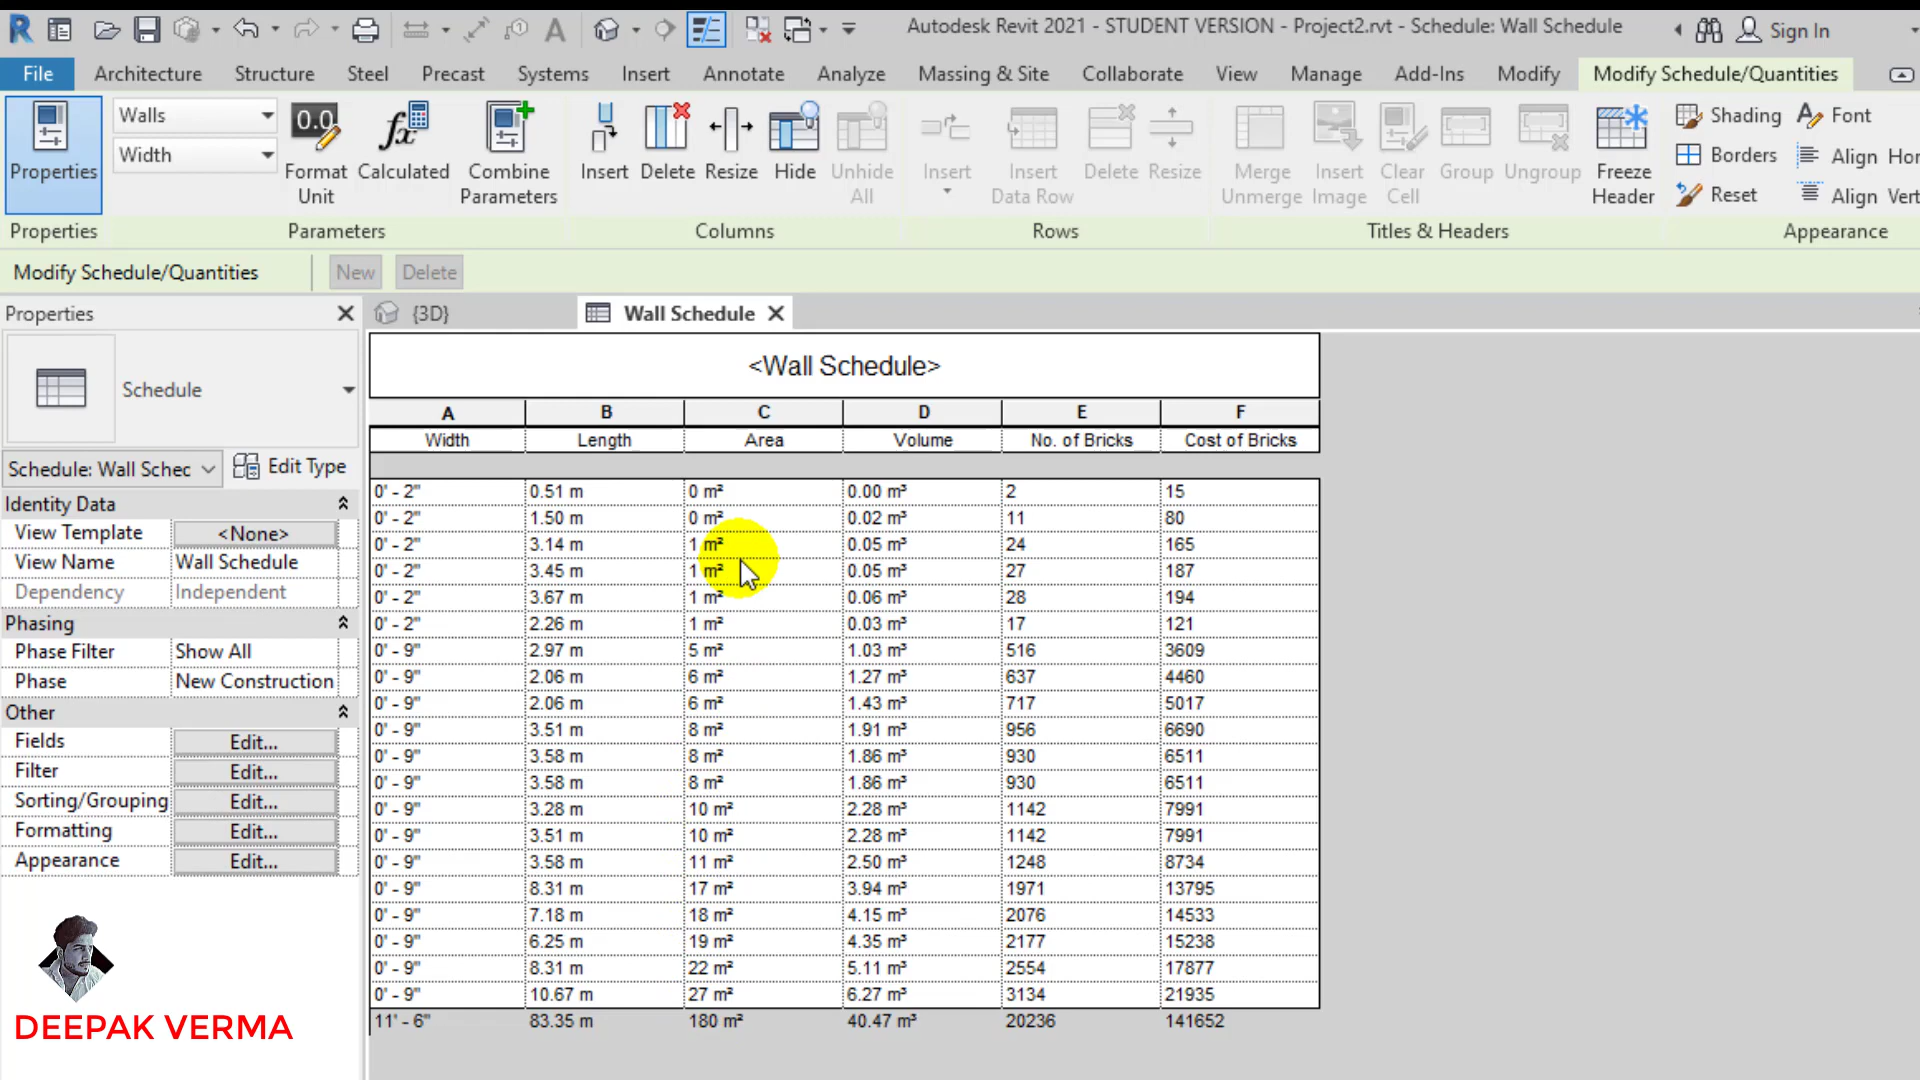 Autodesk Revit 2021 - STUDENT VERSION - Project2.rvt - Schedule: Wall Schedule
Sign In
File Architecture Structure Steel Precast Systems Insert Annotate Analyze Massing & Site Collaborate View Manage Add-Ins Modify Modify Schedule/Quantities
Properties
Walls
Width
0.0
Format Unit
fx
Calculated
Combine Parameters
Insert
Delete
Resize
Hide
Unhide All
Insert
Insert Data Row
Delete
Resize
Merge Unmerge
Insert Image
Clear Cell
Group
Ungroup
Freeze Header
Shading
Borders
Reset
Font
Align Hor
Align Vert
Properties Parameters Columns Rows Titles & Headers Appearance
Modify Schedule/Quantities New Delete
Properties
{3D} Wall Schedule
Schedule
Schedule: Wall Schec Edit Type
Identity Data
View Template <None>
View Name Wall Schedule
Dependency Independent
Phasing
Phase Filter Show All
Phase New Construction
Other
Fields Edit...
Filter Edit...
Sorting/Grouping Edit...
Formatting Edit...
Appearance Edit...
DEEPAK VERMA
<Wall Schedule>
A B C D E F
Width Length Area Volume No. of Bricks Cost of Bricks
0' - 2" 0.51 m 0 m² 0.00 m³ 2 15
0' - 2" 1.50 m 0 m² 0.02 m³ 11 80
0' - 2" 3.14 m 1 m² 0.05 m³ 24 165
0' - 2" 3.45 m 1 m² 0.05 m³ 27 187
0' - 2" 3.67 m 1 m² 0.06 m³ 28 194
0' - 2" 2.26 m 1 m² 0.03 m³ 17 121
0' - 9" 2.97 m 5 m² 1.03 m³ 516 3609
0' - 9" 2.06 m 6 m² 1.27 m³ 637 4460
0' - 9" 2.06 m 6 m² 1.43 m³ 717 5017
0' - 9" 3.51 m 8 m² 1.91 m³ 956 6690
0' - 9" 3.58 m 8 m² 1.86 m³ 930 6511
0' - 9" 3.58 m 8 m² 1.86 m³ 930 6511
0' - 9" 3.28 m 10 m² 2.28 m³ 1142 7991
0' - 9" 3.51 m 10 m² 2.28 m³ 1142 7991
0' - 9" 3.58 m 11 m² 2.50 m³ 1248 8734
0' - 9" 8.31 m 17 m² 3.94 m³ 1971 13795
0' - 9" 7.18 m 18 m² 4.15 m³ 2076 14533
0' - 9" 6.25 m 19 m² 4.35 m³ 2177 15238
0' - 9" 8.31 m 22 m² 5.11 m³ 2554 17877
0' - 9" 10.67 m 27 m² 6.27 m³ 3134 21935
11' - 6" 83.35 m 180 m² 40.47 m³ 20236 141652